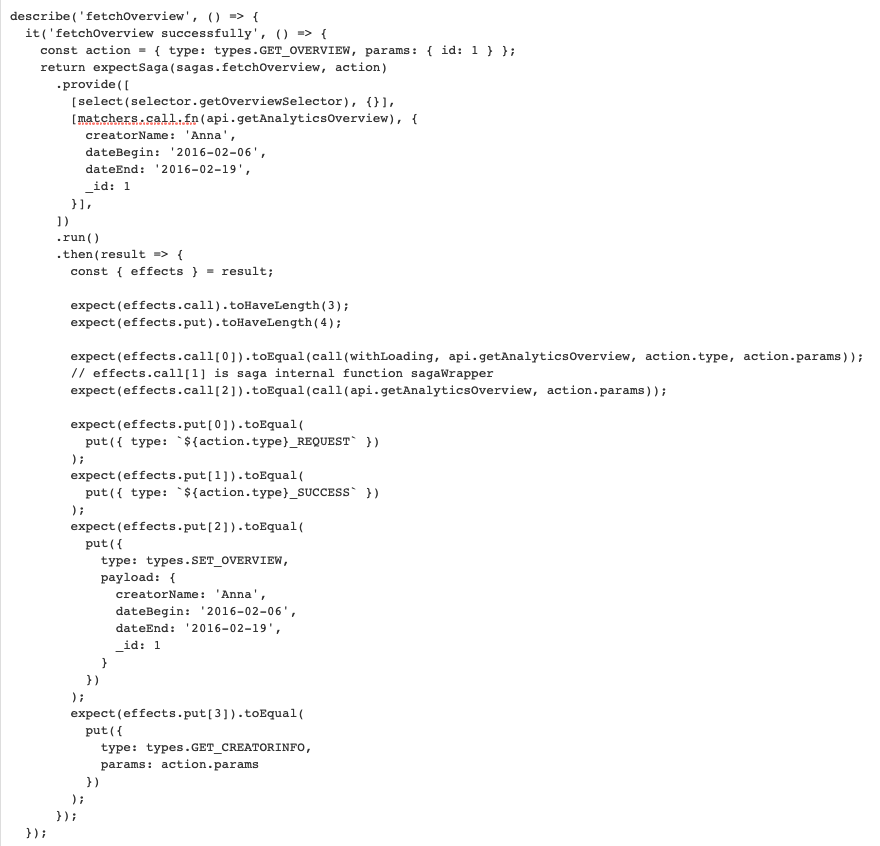 describe('fetchOverview', () => {
  it('fetchOverview successfully', () => {
    const action = { type: types.GET_OVERVIEW, params: { id: 1 } };
    return expectSaga(sagas.fetchOverview, action)
      .provide([
        [select(selector.getOverviewSelector), {}],
        [matchers.call.fn(api.getAnalyticsOverview), {
          creatorName: 'Anna',
          dateBegin: '2016-02-06',
          dateEnd: '2016-02-19',
          _id: 1
        }],
      ])
      .run()
      .then(result => {
        const { effects } = result;

        expect(effects.call).toHaveLength(3);
        expect(effects.put).toHaveLength(4);

        expect(effects.call[0]).toEqual(call(withLoading, api.getAnalyticsOverview, action.type, action.params));
        // effects.call[1] is saga internal function sagaWrapper
        expect(effects.call[2]).toEqual(call(api.getAnalyticsOverview, action.params));

        expect(effects.put[0]).toEqual(
          put({ type: `${action.type}_REQUEST` })
        );
        expect(effects.put[1]).toEqual(
          put({ type: `${action.type}_SUCCESS` })
        );
        expect(effects.put[2]).toEqual(
          put({
            type: types.SET_OVERVIEW,
            payload: {
              creatorName: 'Anna',
              dateBegin: '2016-02-06',
              dateEnd: '2016-02-19',
              _id: 1
            }
          })
        );
        expect(effects.put[3]).toEqual(
          put({
            type: types.GET_CREATORINFO,
            params: action.params
          })
        );
      });
  });